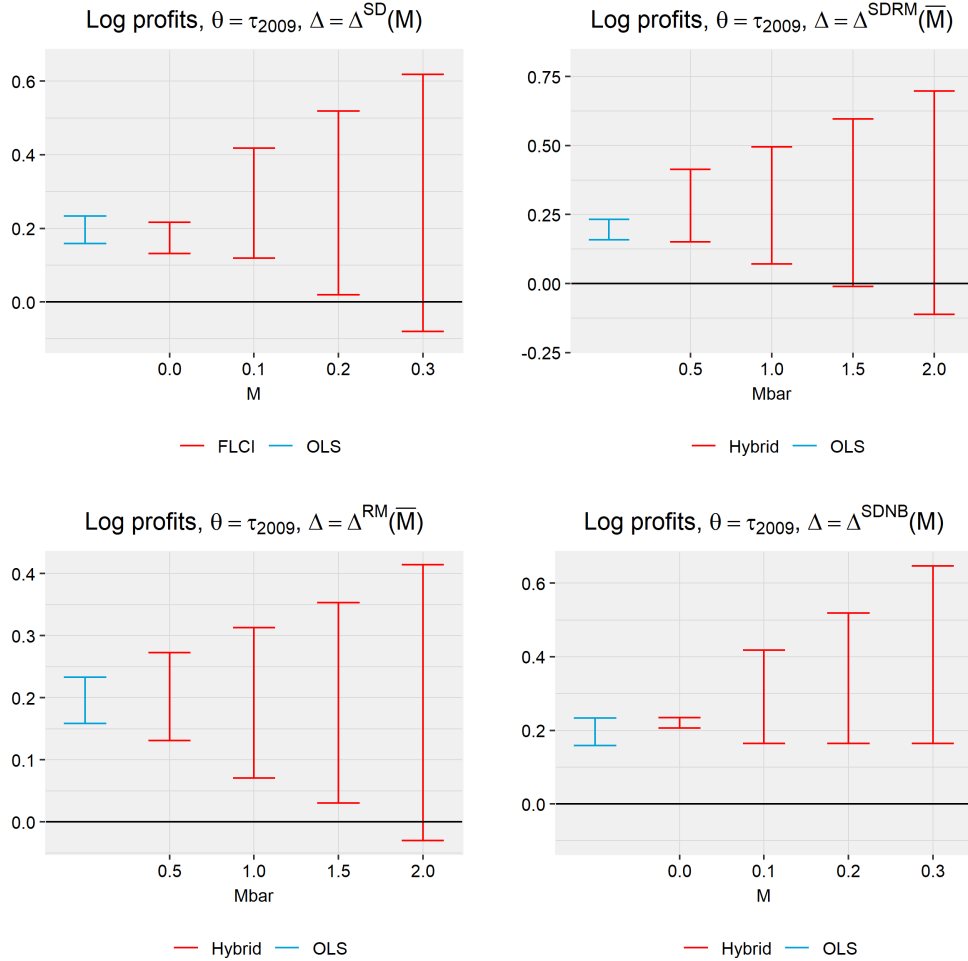 Log profits, θ = τ₂₀₀₉, Δ = Δ^SD(M)
0.6
0.4
0.2
0.0
0.0 0.1 0.2 0.3
M
FLCI OLS
Log profits, θ = τ₂₀₀₉, Δ = Δ^SDRM(M̅)
0.75
0.50
0.25
0.00
-0.25
0.5 1.0 1.5 2.0
Mbar
Hybrid OLS
Log profits, θ = τ₂₀₀₉, Δ = Δ^RM(M̅)
0.4
0.3
0.2
0.1
0.0
0.5 1.0 1.5 2.0
Mbar
Hybrid OLS
Log profits, θ = τ₂₀₀₉, Δ = Δ^SDNB(M)
0.6
0.4
0.2
0.0
0.0 0.1 0.2 0.3
M
Hybrid OLS